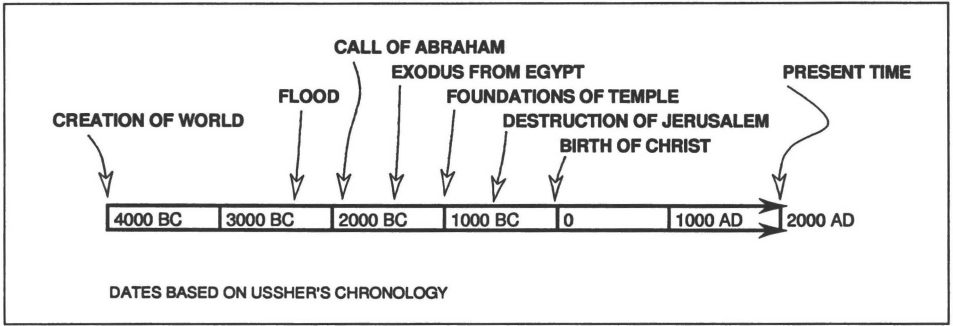 CALL OF ABRAHAM
EXODUS FROM EGYPT
PRESENT TIME
FLOOD
FOUNDATIONS OF TEMPLE
CREATION OF WORLD
DESTRUCTION OF JERUSALEM
BIRTH OF CHRIST
4000 BC
3000 BC
2000 BC
1000 BC
0
1000 AD
2000 AD
DATES BASED ON USSHER'S CHRONOLOGY